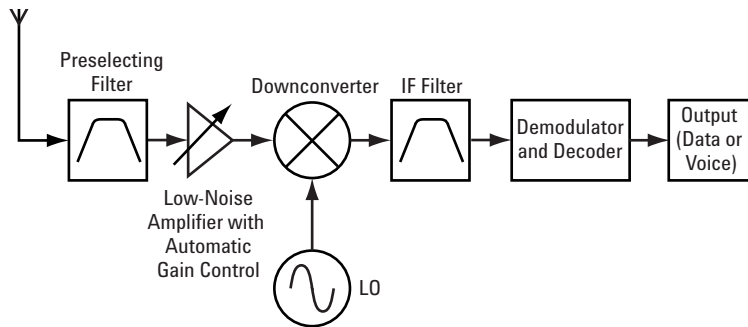 Preselecting
Filter
Downconverter
IF Filter
Demodulator
and Decoder
Output
(Data or
Voice)
Low-Noise
Amplifier with
Automatic
Gain Control
LO